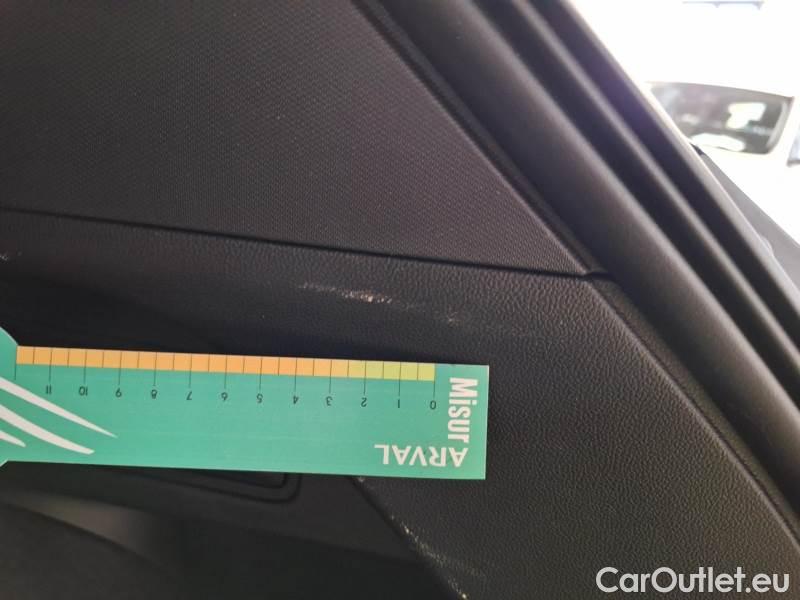 Misur
ARVAL
0 1 2 3 4 5 6 7 8 9 10 11
CarOutlet.eu